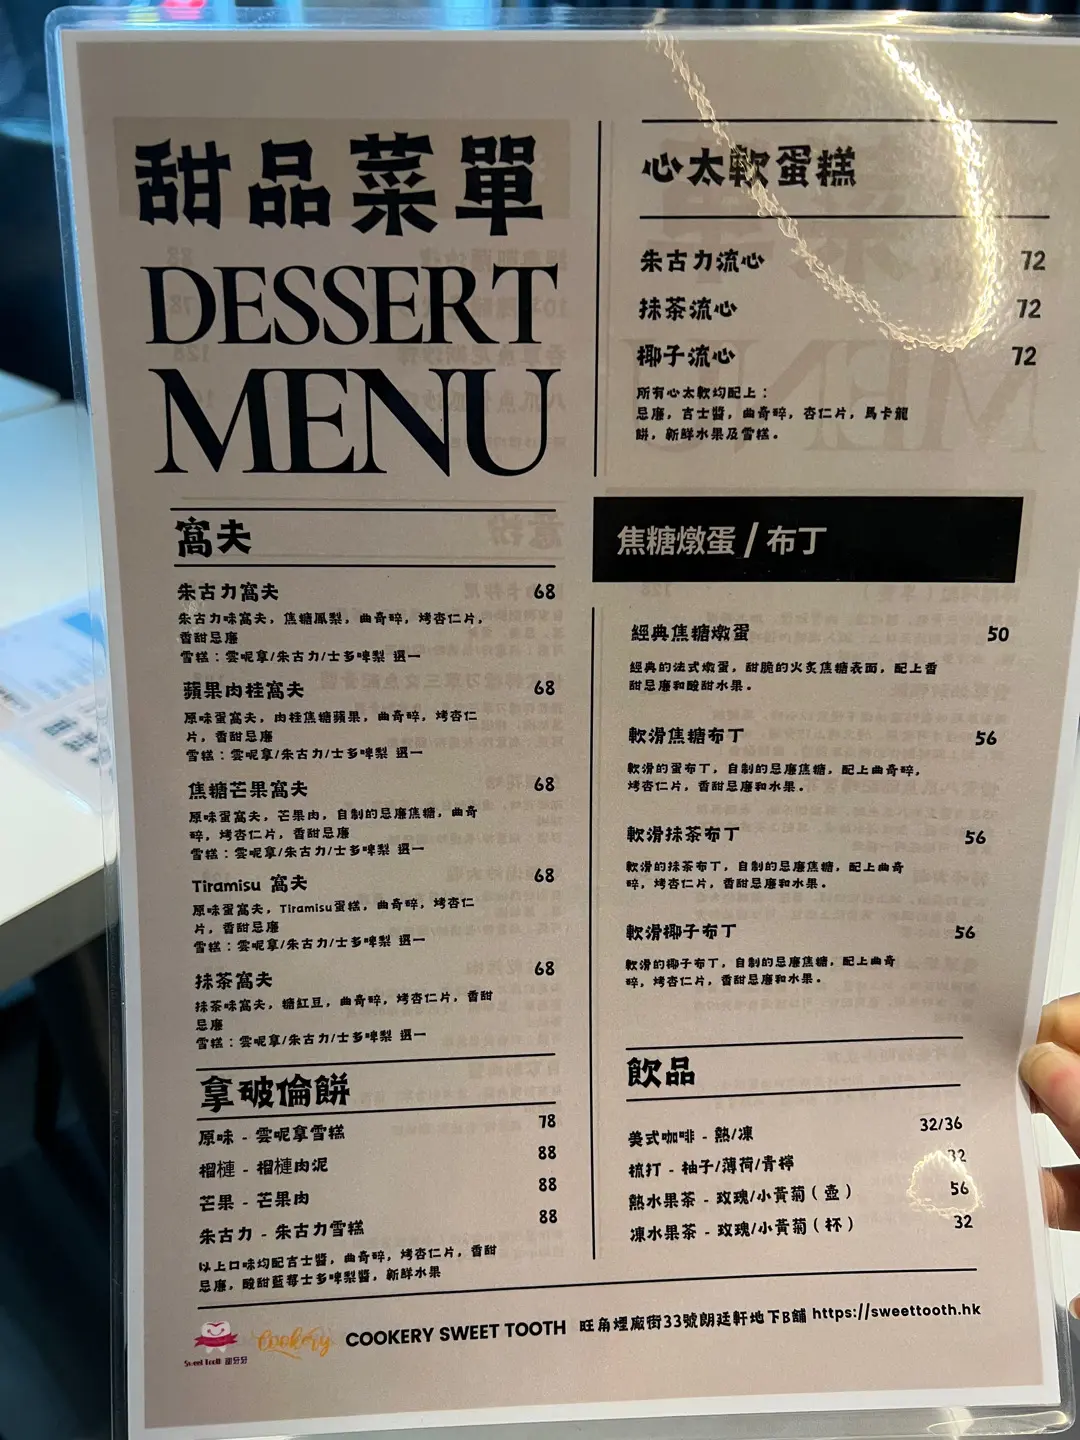 甜品菜單
DESSERT
MENU
窩夫
朱古力窩夫 68
朱古力味窩夫，焦糖鳳梨，曲奇碎，烤杏仁片，
香甜忌廉
雪糕：雲呢拿/朱古力/士多啤梨 選一
蘋果肉桂窩夫 68
原味蛋窩夫，肉桂焦糖蘋果，曲奇碎，烤杏仁
片，香甜忌廉
雪糕：雲呢拿/朱古力/士多啤梨 選一
焦糖芒果窩夫 68
原味蛋窩夫，芒果肉，自制的忌廉焦糖，曲奇
碎，烤杏仁片，香甜忌廉
雪糕：雲呢拿/朱古力/士多啤梨 選一
Tiramisu 窩夫 68
原味蛋窩夫，Tiramisu蛋糕，曲奇碎，烤杏仁
片，香甜忌廉
雪糕：雲呢拿/朱古力/士多啤梨 選一
抹茶窩夫 68
抹茶味窩夫，糖紅豆，曲奇碎，烤杏仁片，香甜
忌廉
雪糕：雲呢拿/朱古力/士多啤梨 選一
拿破倫餅
原味 - 雲呢拿雪糕 78
榴槤 - 榴槤肉泥 88
芒果 - 芒果肉 88
朱古力 - 朱古力雪糕 88
以上口味均配吉士醬，曲奇碎，烤杏仁片，香甜
忌廉，酸甜藍莓士多啤梨醬，新鮮水果
心太軟蛋糕
朱古力流心 72
抹茶流心 72
椰子流心 72
所有心太軟均配上：
忌廉，吉士醬，曲奇碎，杏仁片，馬卡龍
餅，新鮮水果及雪糕。
焦糖燉蛋 / 布丁
經典焦糖燉蛋 50
經典的法式燉蛋，甜脆的火炙焦糖表面，配上香
甜忌廉和酸甜水果。
軟滑焦糖布丁 56
軟滑的蛋布丁，自制的忌廉焦糖，配上曲奇碎，
烤杏仁片，香甜忌廉和水果。
軟滑抹茶布丁 56
軟滑的抹茶布丁，自制的忌廉焦糖，配上曲奇
碎，烤杏仁片，香甜忌廉和水果。
軟滑椰子布丁 56
軟滑的椰子布丁，自制的忌廉焦糖，配上曲奇
碎，烤杏仁片，香甜忌廉和水果。
飲品
美式咖啡 - 熱/凍 32/36
梳打 - 柚子/薄荷/青檸 32
熱水果茶 - 玫瑰/小黃菊（壺） 56
凍水果茶 - 玫瑰/小黃菊（杯） 32
Sweet Tooth 甜分分
Cookery
COOKERY SWEET TOOTH 旺角煙廠街33號朗廷軒地下B舖 https://sweettooth.hk